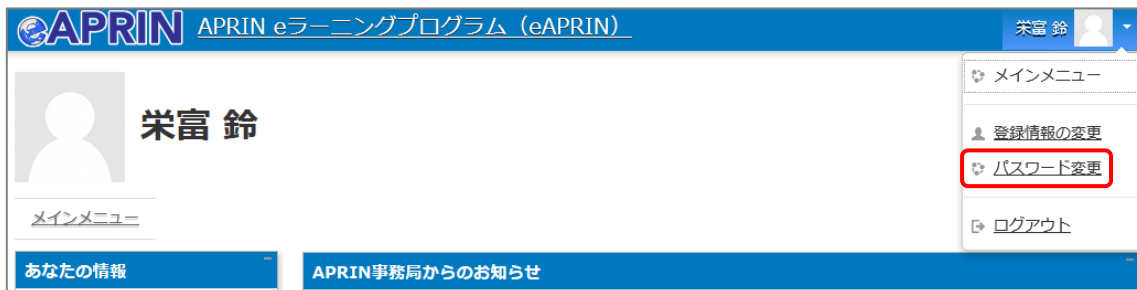 eAPRIN APRIN eラーニングプログラム（eAPRIN）
栄富 鈴
メインメニュー
栄富 鈴
登録情報の変更
パスワード変更
メインメニュー
ログアウト
あなたの情報
APRIN事務局からのお知らせ